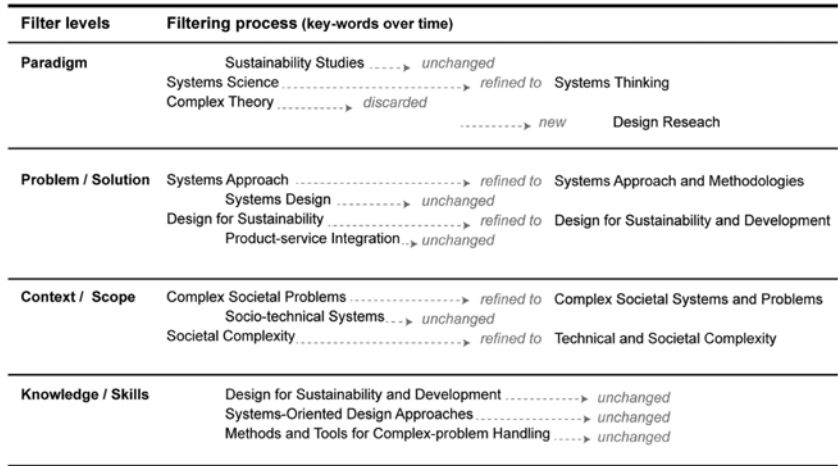 Filter levels Filtering process (key-words over time)
Paradigm Sustainability Studies unchanged
Systems Science refined to Systems Thinking
Complex Theory discarded
new Design Reseach
Problem / Solution Systems Approach refined to Systems Approach and Methodologies
Systems Design unchanged
Design for Sustainability refined to Design for Sustainability and Development
Product-service Integration unchanged
Context / Scope Complex Societal Problems refined to Complex Societal Systems and Problems
Socio-technical Systems unchanged
Societal Complexity refined to Technical and Societal Complexity
Knowledge / Skills Design for Sustainability and Development unchanged
Systems-Oriented Design Approaches unchanged
Methods and Tools for Complex-problem Handling unchanged